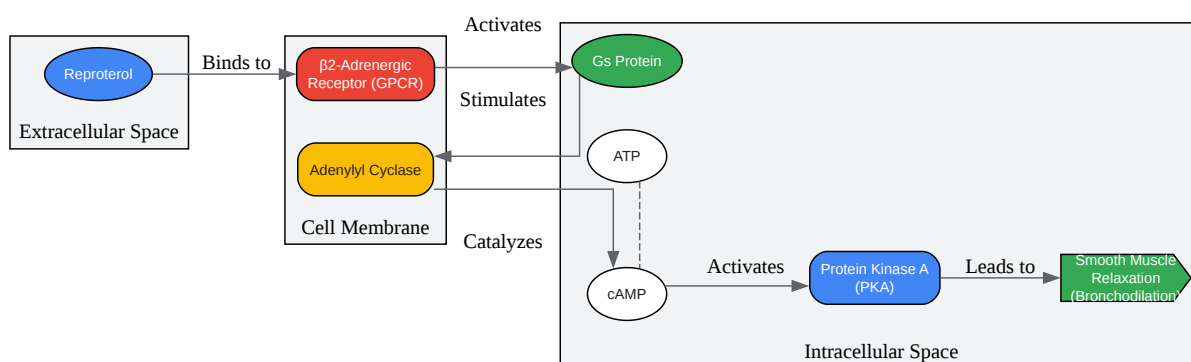 Activates
Reproterol
Binds to
β2-Adrenergic
Receptor (GPCR)
Gs Protein
Stimulates
Extracellular Space
Adenylyl Cyclase
ATP
Cell Membrane
Catalyzes
cAMP
Activates
Protein Kinase A
(PKA)
Leads to
Smooth Muscle
Relaxation
(Bronchodilation)
Intracellular Space